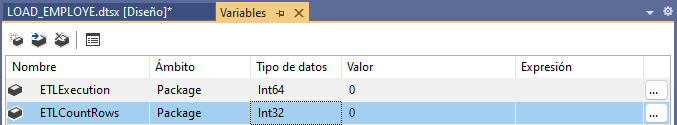 LOAD_EMPLOYE.dtsx [Diseño]* Variables
Nombre Ámbito Tipo de datos Valor Expresión
ETLExecution Package Int64 0 ...
ETLCountRows Package Int32 0 ...